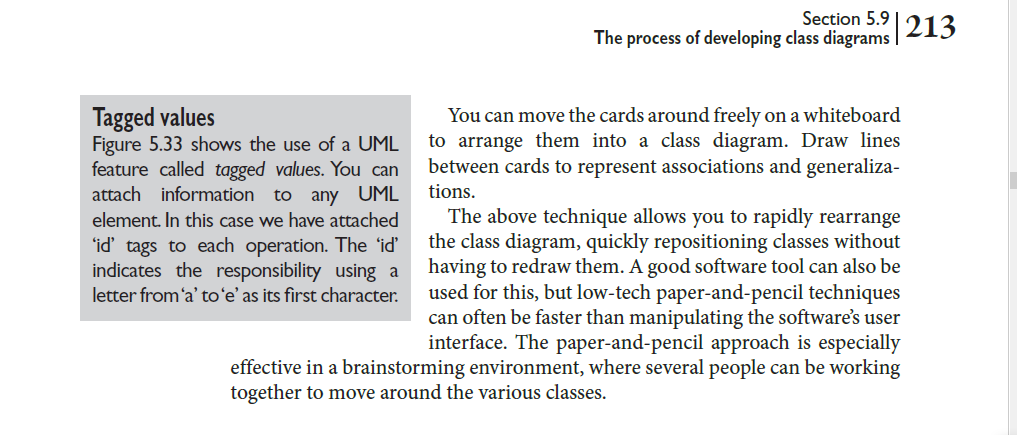 Section 5.9
The process of developing class diagrams
213
Tagged values
Figure 5.33 shows the use of a UML
feature called tagged values. You can
attach information to any UML
element. In this case we have attached
‘id’ tags to each operation. The ‘id’
indicates the responsibility using a
letter from ‘a’ to ‘e’ as its first character.
You can move the cards around freely on a whiteboard
to arrange them into a class diagram. Draw lines
between cards to represent associations and generaliza-
tions.
The above technique allows you to rapidly rearrange
the class diagram, quickly repositioning classes without
having to redraw them. A good software tool can also be
used for this, but low-tech paper-and-pencil techniques
can often be faster than manipulating the software’s user
interface. The paper-and-pencil approach is especially
effective in a brainstorming environment, where several people can be working
together to move around the various classes.